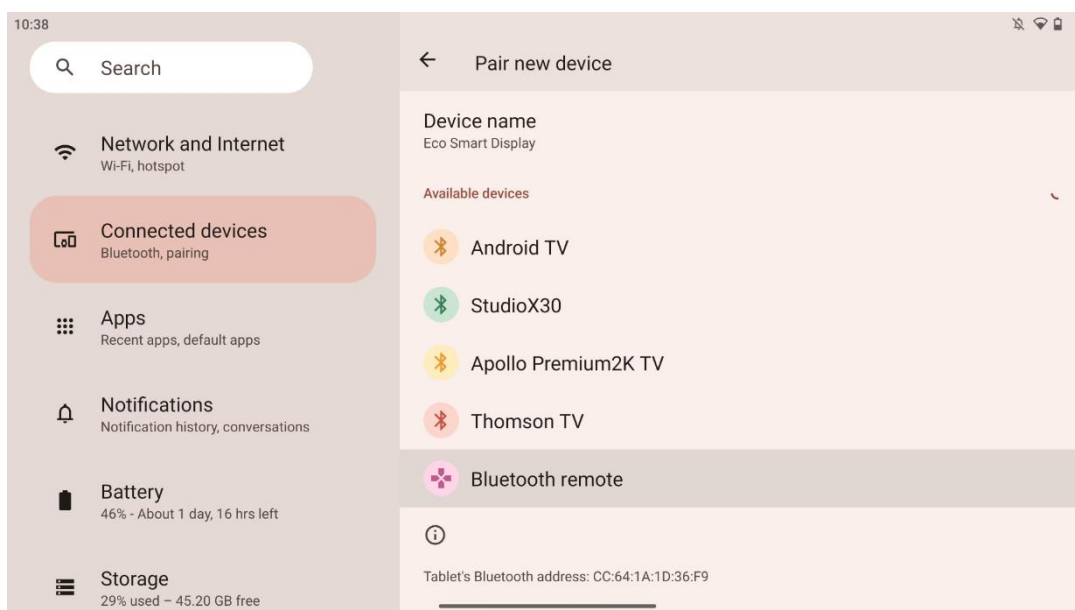 10:38
Search
Network and Internet
Wi-Fi, hotspot
Connected devices
Bluetooth, pairing
Apps
Recent apps, default apps
Notifications
Notification history, conversations
Battery
46% - About 1 day, 16 hrs left
Storage
29% used – 45.20 GB free
Pair new device
Device name
Eco Smart Display
Available devices
Android TV
StudioX30
Apollo Premium2K TV
Thomson TV
Bluetooth remote
Tablet's Bluetooth address: CC:64:1A:1D:36:F9